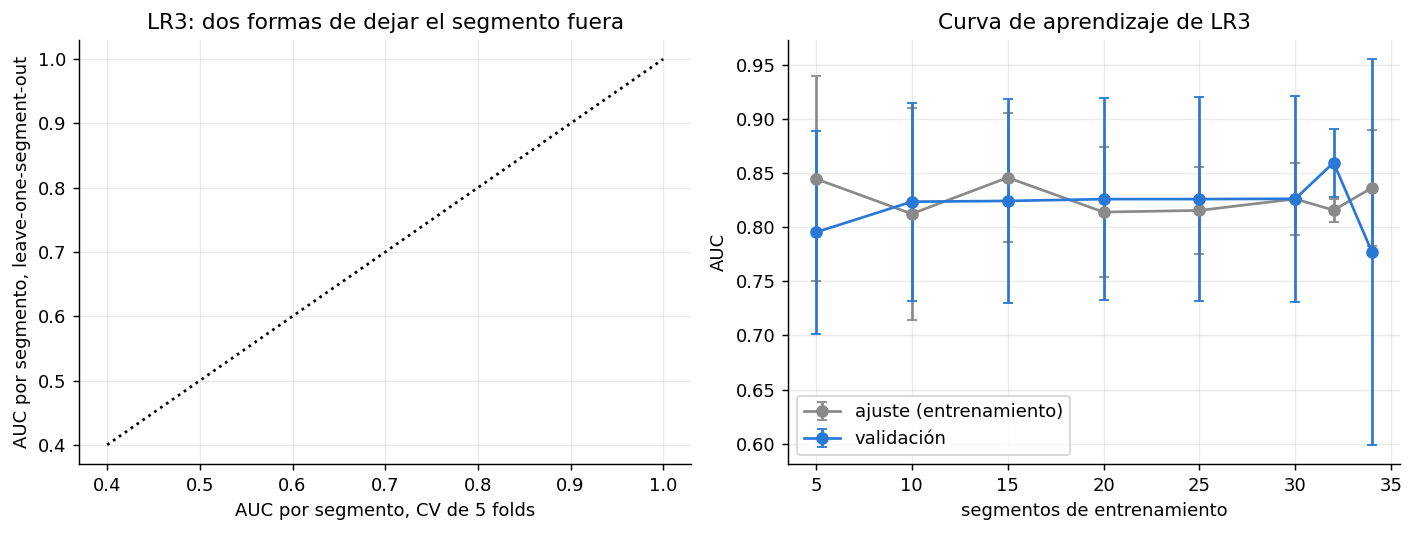 LR3: dos formas de dejar el segmento fuera
AUC por segmento, leave-one-segment-out
1.0
0.9
0.8
0.7
0.6
0.5
0.4
0.4 0.5 0.6 0.7 0.8 0.9 1.0
AUC por segmento, CV de 5 folds
Curva de aprendizaje de LR3
AUC
0.95
0.90
0.85
0.80
0.75
0.70
0.65
0.60
ajuste (entrenamiento)
validación
5 10 15 20 25 30 35
segmentos de entrenamiento